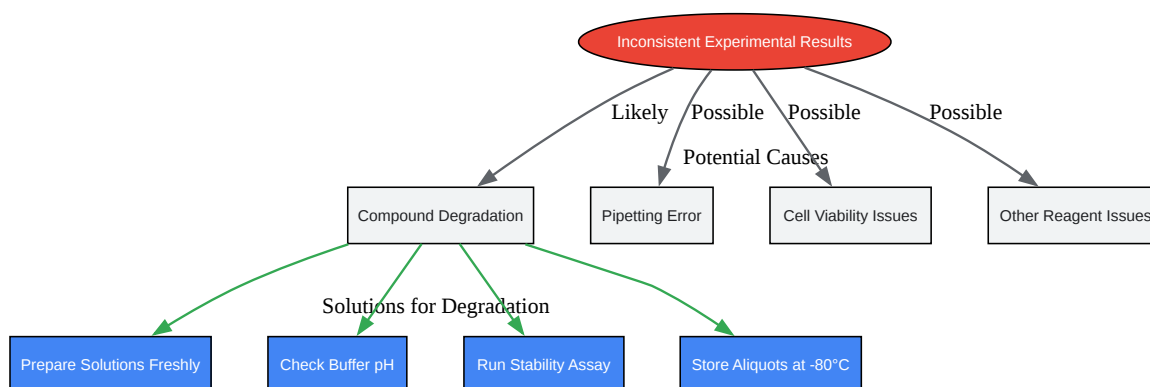 Inconsistent Experimental Results
Likely
Possible
Possible
Possible
Potential Causes
Compound Degradation
Pipetting Error
Cell Viability Issues
Other Reagent Issues
Solutions for Degradation
Prepare Solutions Freshly
Check Buffer pH
Run Stability Assay
Store Aliquots at -80°C